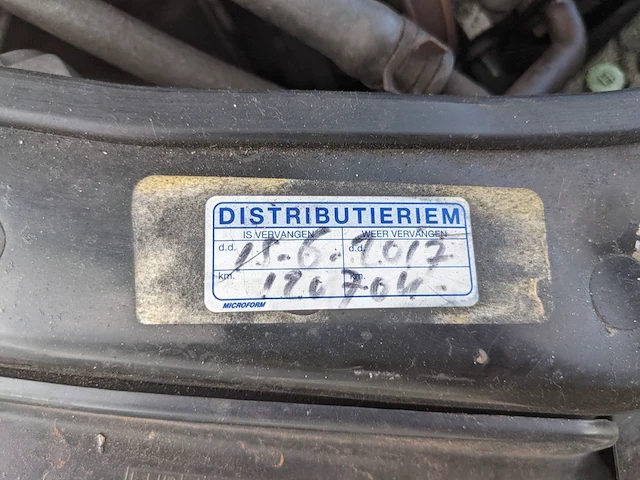 DISTRIBUTIERIEM
IS VERVANGEN WEER VERVANGEN
d.d. d.d.
15.6.2017
km. km.
120704
MICROFORM